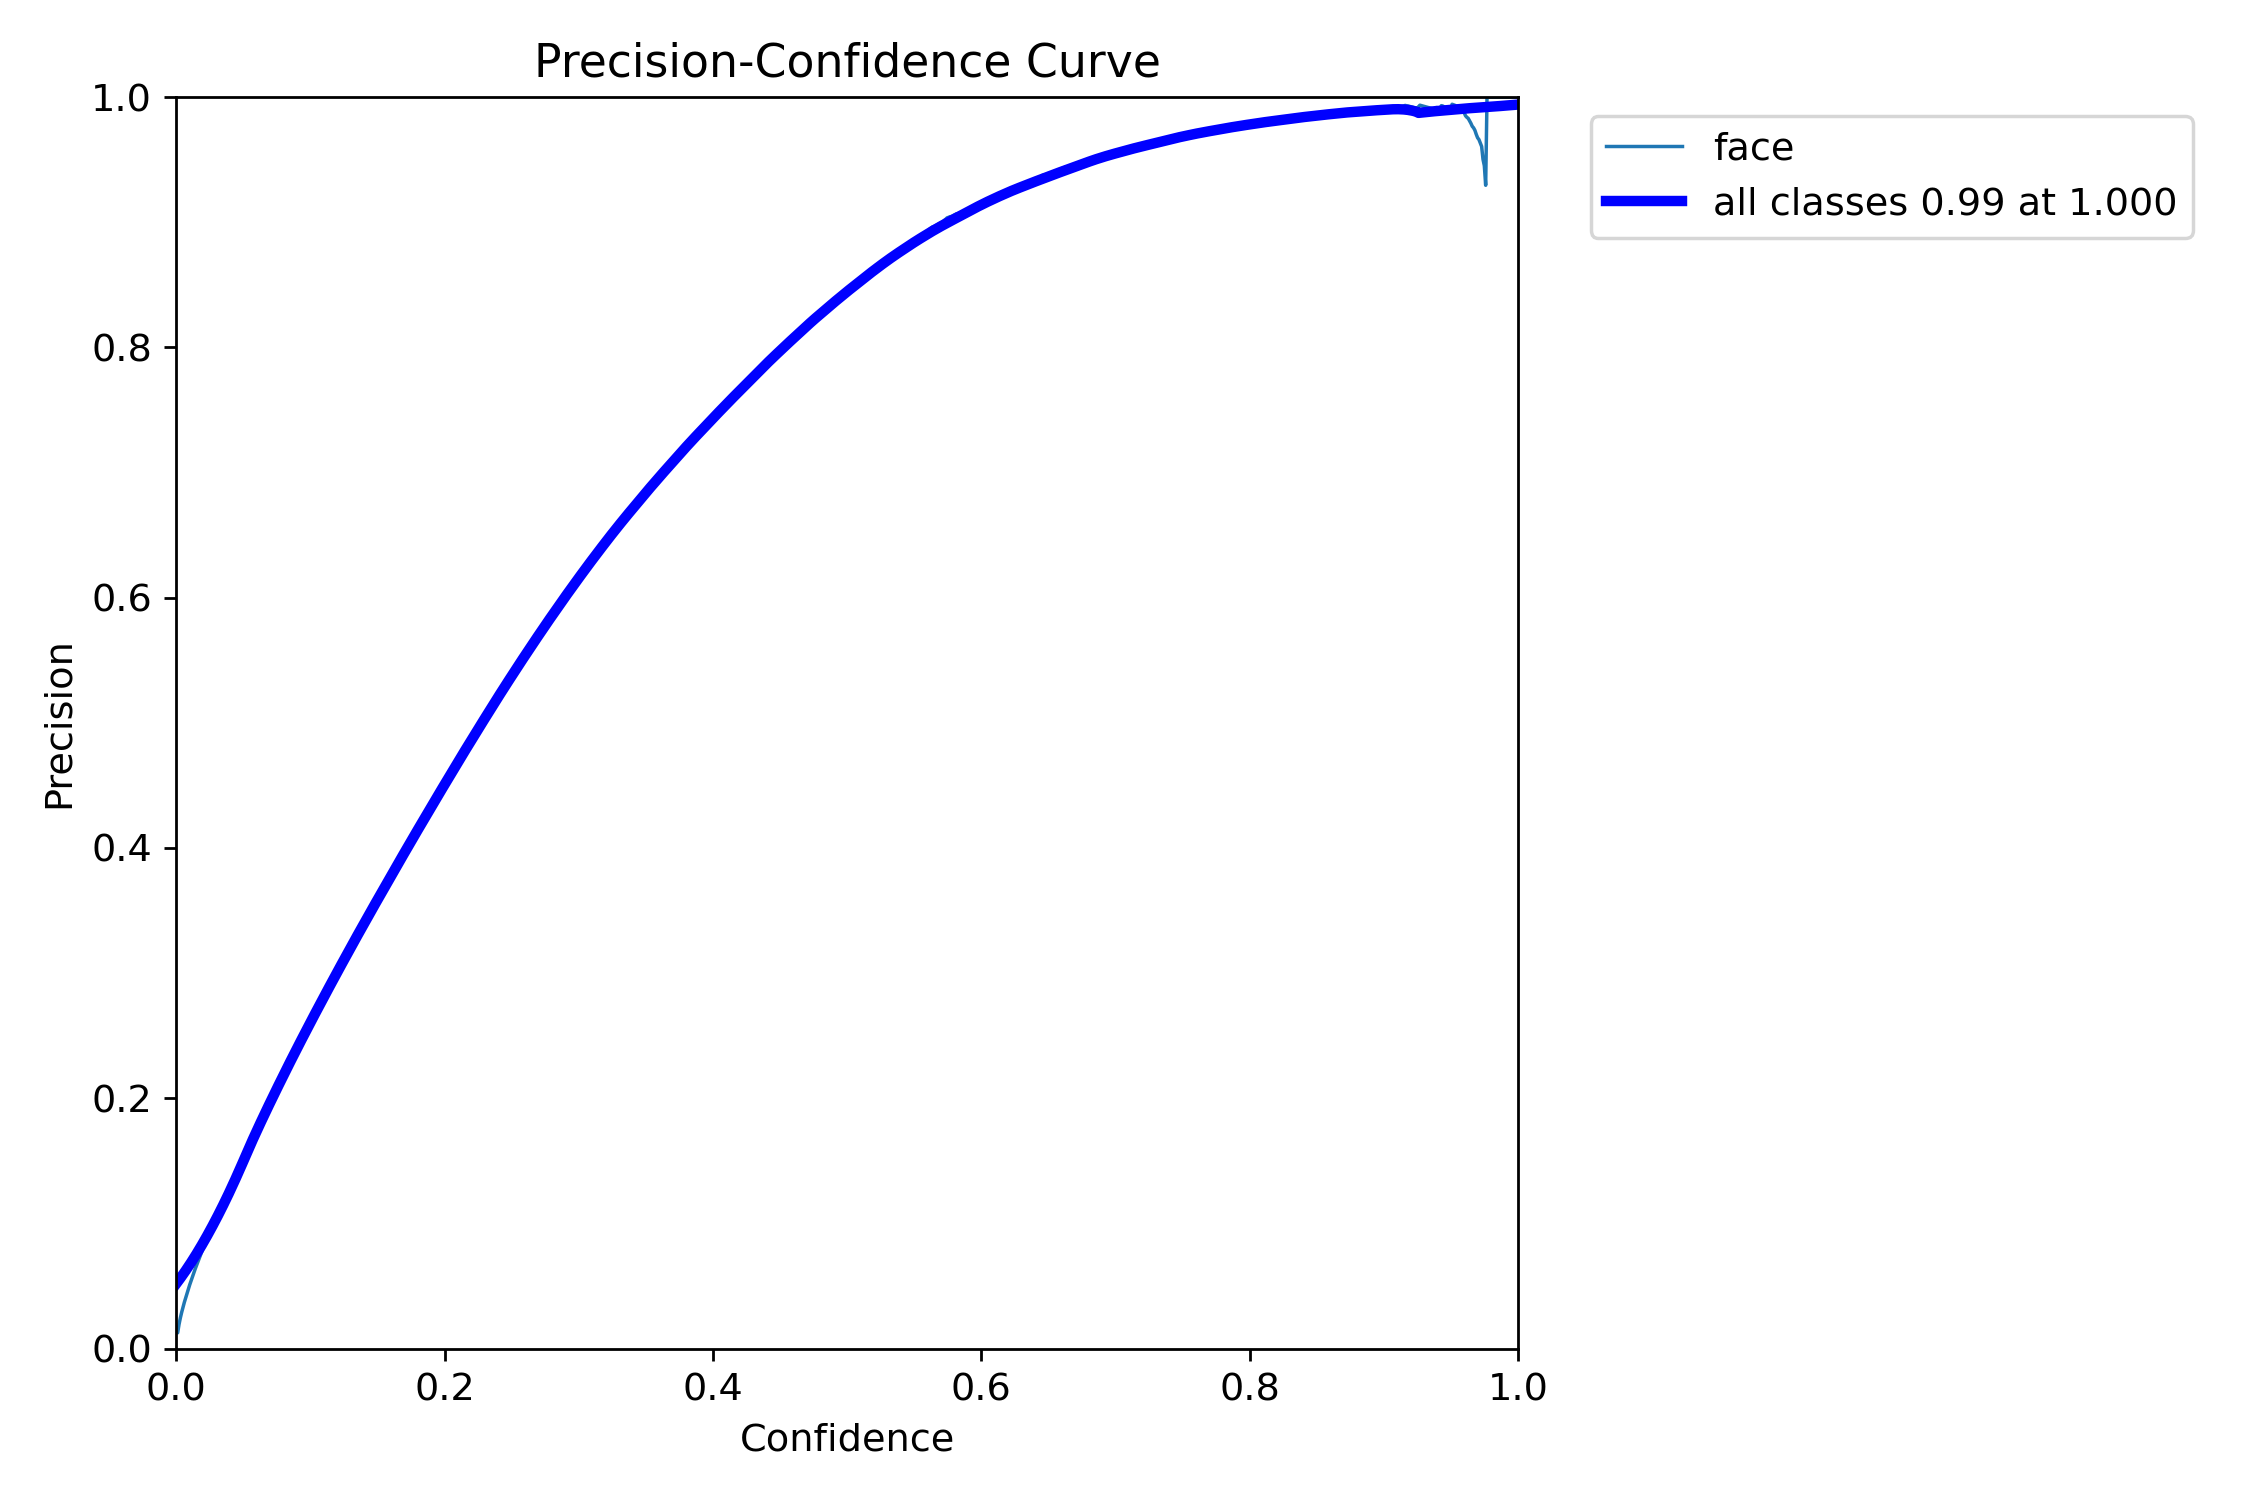 Precision-Confidence Curve
1.0
0.8
0.6
0.4
0.2
0.0
Precision
0.0 0.2 0.4 0.6 0.8 1.0
Confidence
face
all classes 0.99 at 1.000